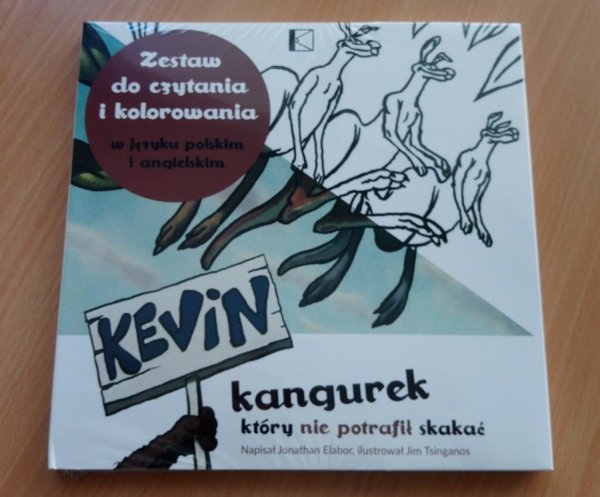 Zestaw
do czytania
i kolorowania
w języku polskim
i angielskim
KEViN
kangurek
który nie potrafił skakać
Napisał Jonathan Elabor, ilustrował Jim Tsinganos